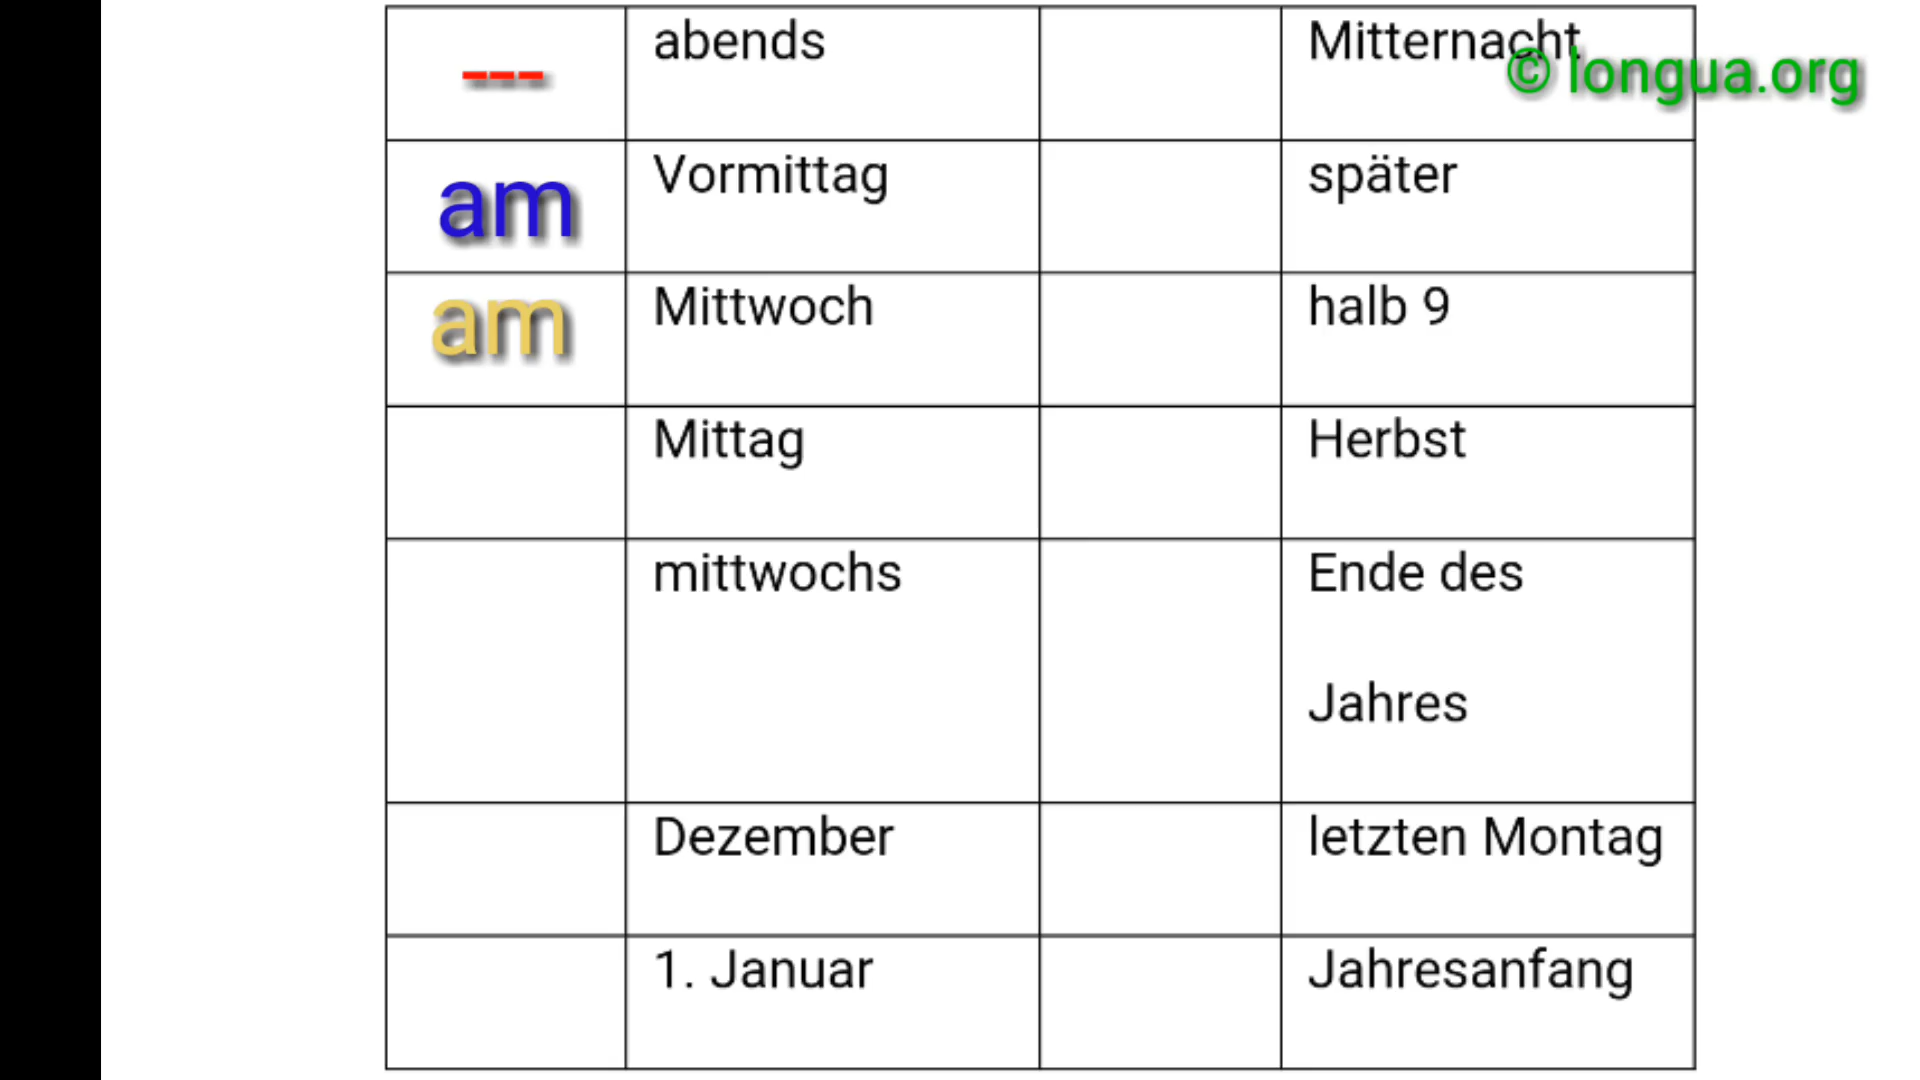 --- abends Mitternacht
© longua.org
am Vormittag später
am Mittwoch halb 9
Mittag Herbst
mittwochs Ende des
Jahres
Dezember letzten Montag
1. Januar Jahresanfang